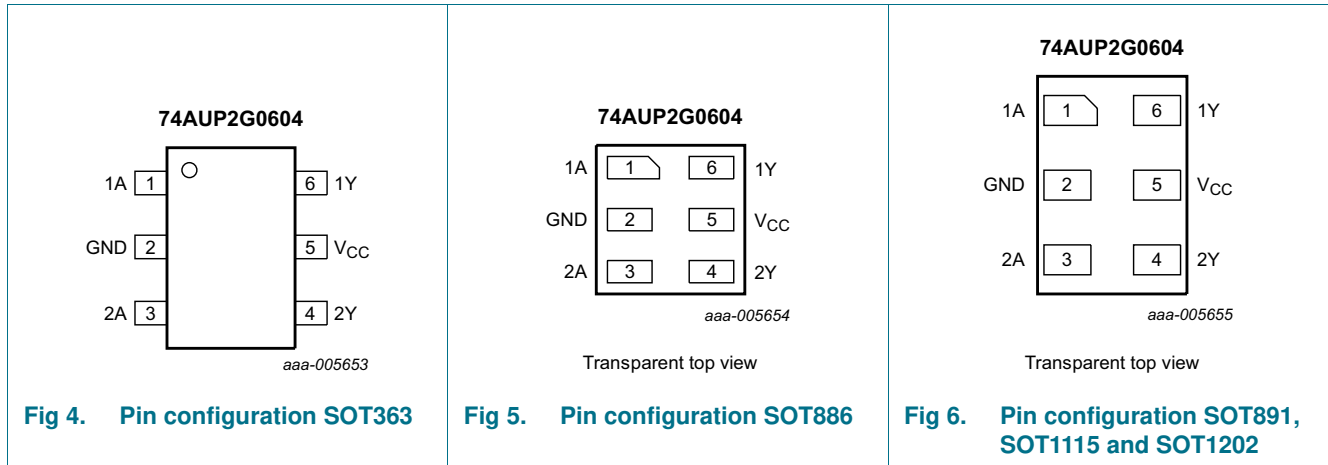 74AUP2G0604
1A 1 6 1Y
GND 2 5 VCC
2A 3 4 2Y
aaa-005653
Fig 4. Pin configuration SOT363
74AUP2G0604
1A 1 6 1Y
GND 2 5 VCC
2A 3 4 2Y
aaa-005654
Transparent top view
Fig 5. Pin configuration SOT886
74AUP2G0604
1A 1 6 1Y
GND 2 5 VCC
2A 3 4 2Y
aaa-005655
Transparent top view
Fig 6. Pin configuration SOT891,
SOT1115 and SOT1202